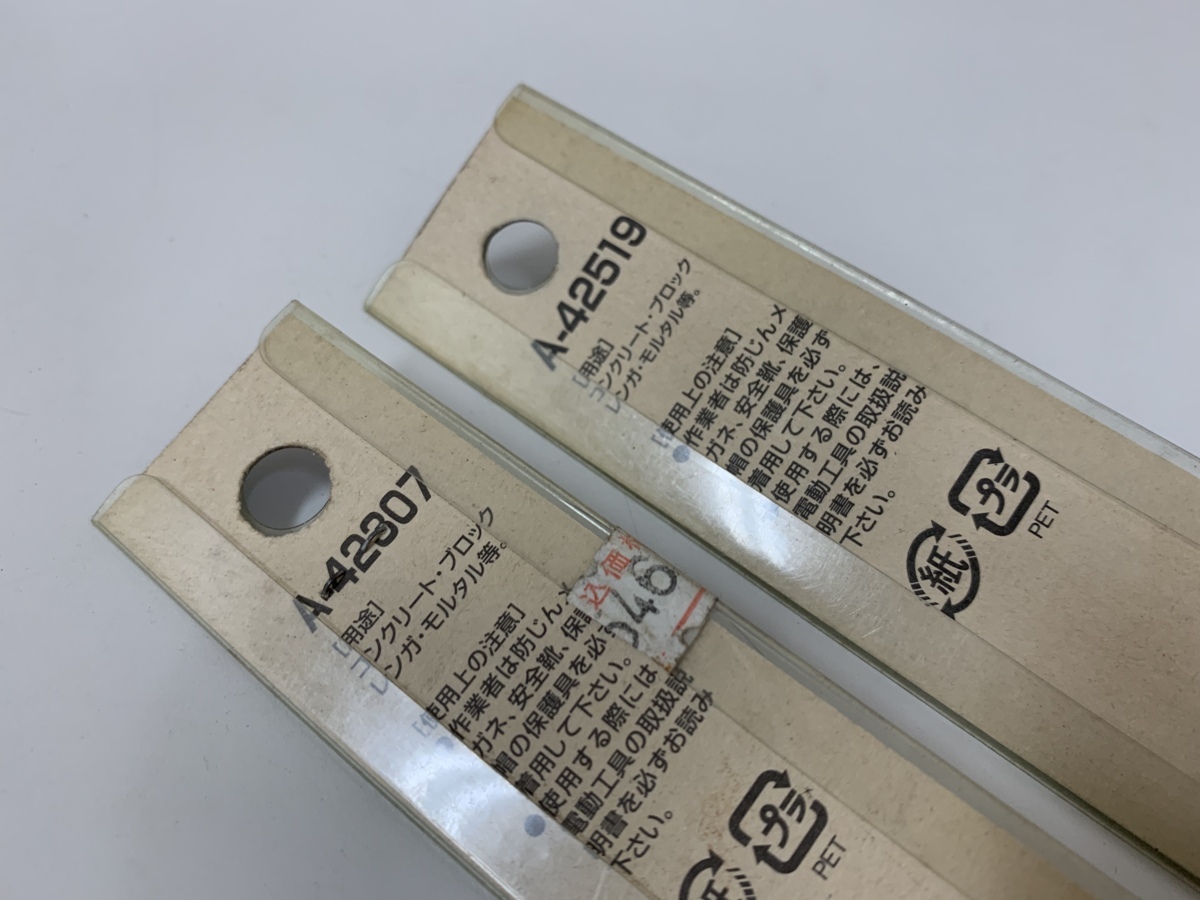 A-42519
[用途]
コンクリート・ブロック
レンガ・モルタル等。
[使用上の注意]
●作業者は防じんメ
ガネ、安全靴、保護
帽の保護具を必ず
着用して下さい。
●使用する際には、
電動工具の取扱説
明書を必ずお読み
下さい。
紙
プラ
PET
A-42307
[用途]
コンクリート・ブロック
レンガ・モルタル等。
[使用上の注意]
●作業者は防じんメ
ガネ、安全靴、保護
帽の保護具を必ず
着用して下さい。
●使用する際には
電動工具の取扱説
明書を必ずお読み
下さい。
込価
046
紙
プラ
PET